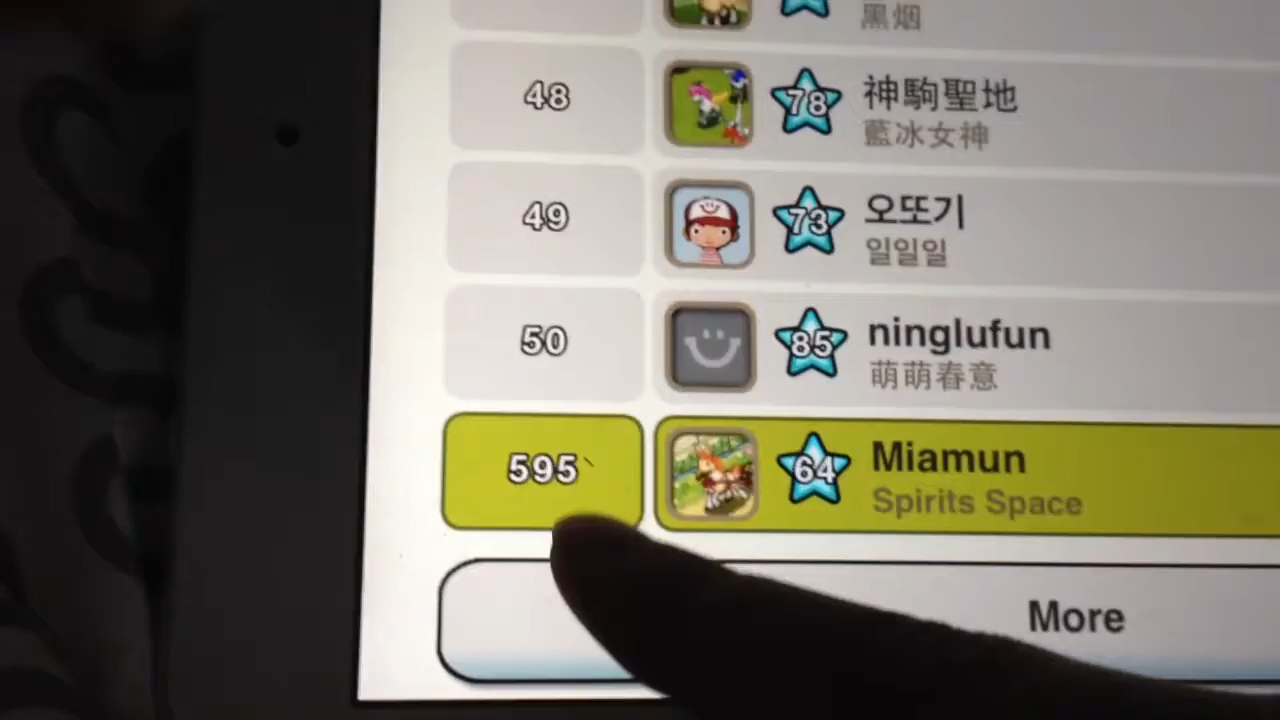 黑烟
48
78
神駒聖地
藍冰女神
49
73
오또기
일일일
50
85
ninglufun
萌萌春意
595
64
Miamun
Spirits Space
More